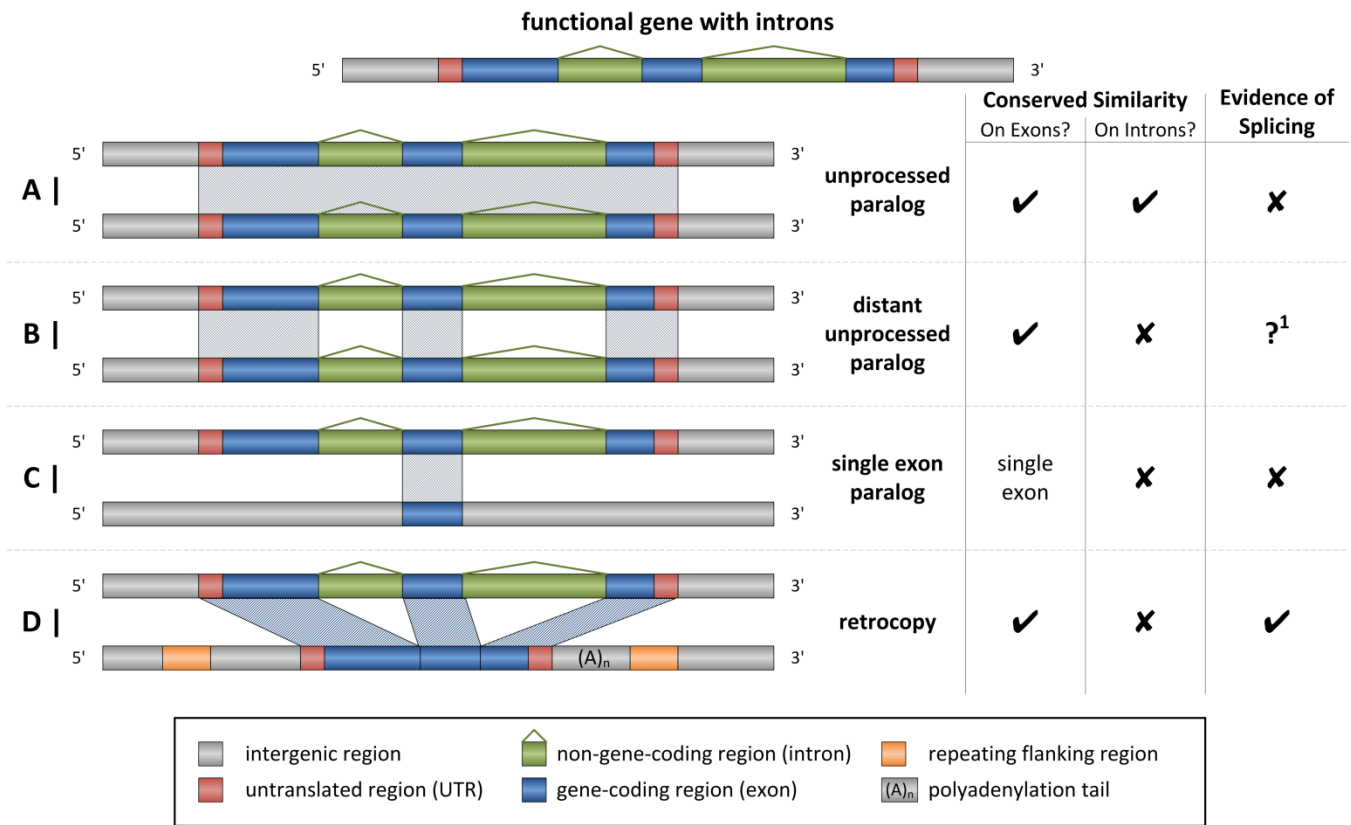 functional gene with introns
5' 3'
Conserved Similarity
Evidence of
Splicing
On Exons? On Introns?
5' 3'
A |
unprocessed
paralog
✔ ✔ ✘
5' 3'
5' 3'
B |
distant
unprocessed
paralog
✔ ✘ ?¹
5' 3'
5' 3'
C |
single exon
paralog
single
exon
✘ ✘
5' 3'
5' 3'
D |
retrocopy
✔ ✘ ✔
5' (A)n 3'
intergenic region
non-gene-coding region (intron)
repeating flanking region
untranslated region (UTR)
gene-coding region (exon)
(A)n polyadenylation tail